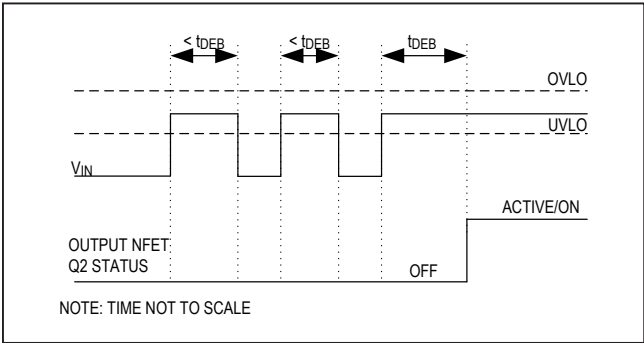 < tDEB < tDEB tDEB
OVLO
UVLO
VIN
ACTIVE/ON
OUTPUT NFET
Q2 STATUS
OFF
NOTE: TIME NOT TO SCALE